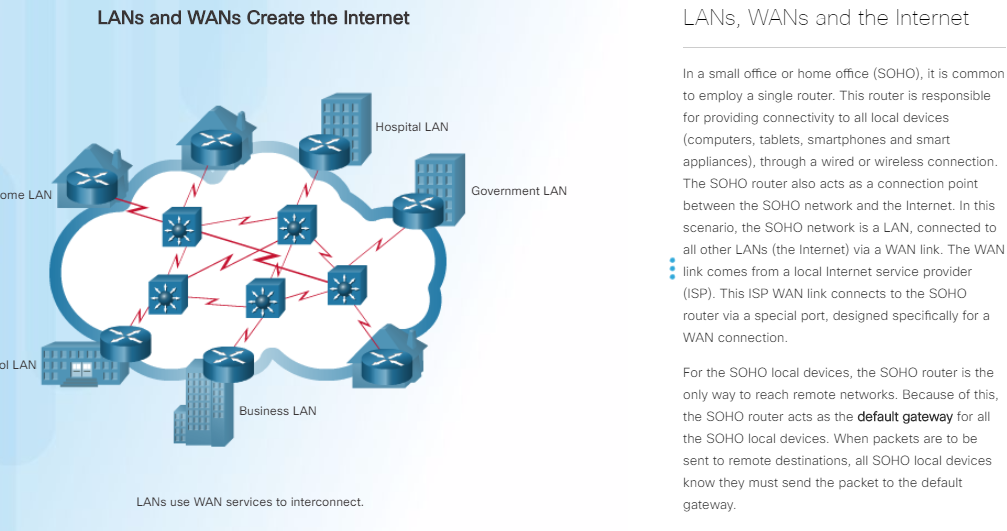 LANs and WANs Create the Internet
Hospital LAN
ome LAN
Government LAN
ol LAN
Business LAN
LANs use WAN services to interconnect.
LANs, WANs and the Internet
In a small office or home office (SOHO), it is common
to employ a single router. This router is responsible
for providing connectivity to all local devices
(computers, tablets, smartphones and smart
appliances), through a wired or wireless connection.
The SOHO router also acts as a connection point
between the SOHO network and the Internet. In this
scenario, the SOHO network is a LAN, connected to
all other LANs (the Internet) via a WAN link. The WAN
link comes from a local Internet service provider
(ISP). This ISP WAN link connects to the SOHO
router via a special port, designed specifically for a
WAN connection.
For the SOHO local devices, the SOHO router is the
only way to reach remote networks. Because of this,
the SOHO router acts as the default gateway for all
the SOHO local devices. When packets are to be
sent to remote destinations, all SOHO local devices
know they must send the packet to the default
gateway.